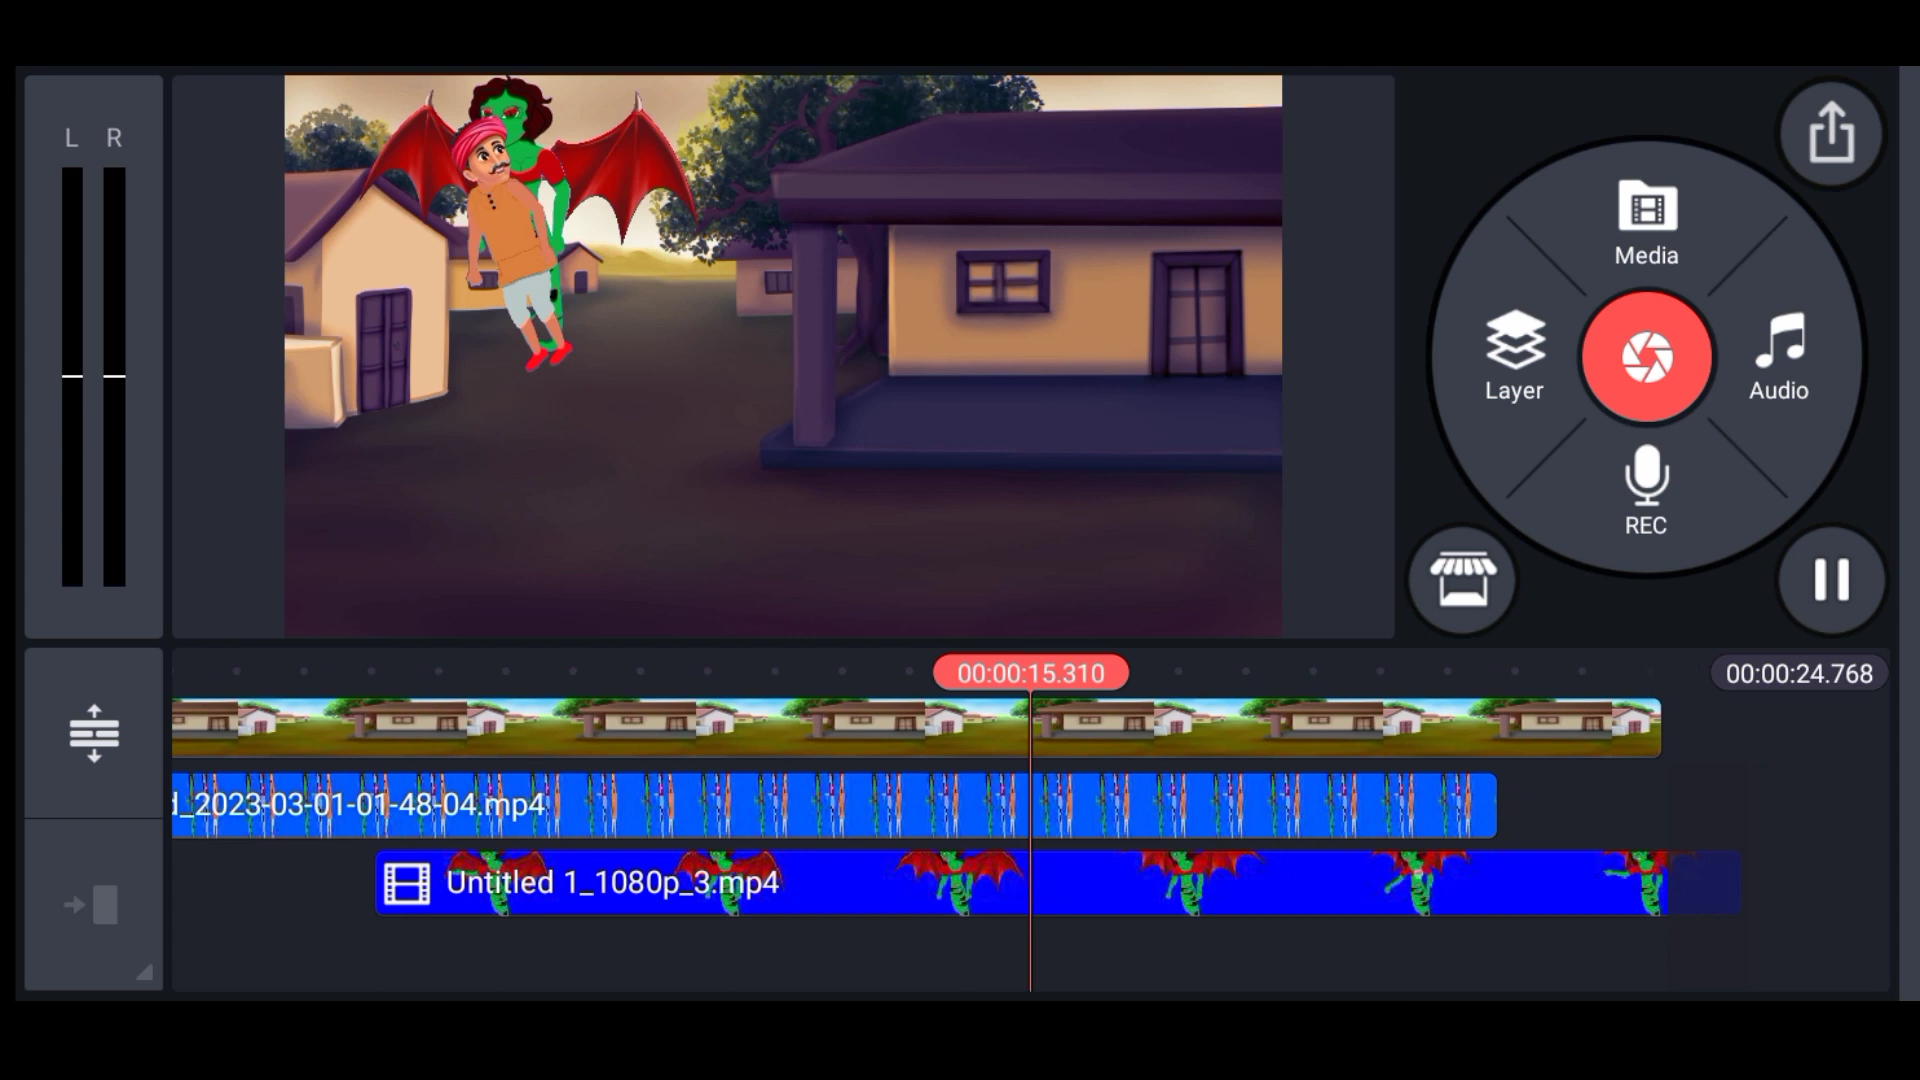 L R
Media
Layer
Audio
REC
00:00:15.310
00:00:24.768
d_2023-03-01-01-48-04.mp4
Untitled 1_1080p_3.mp4